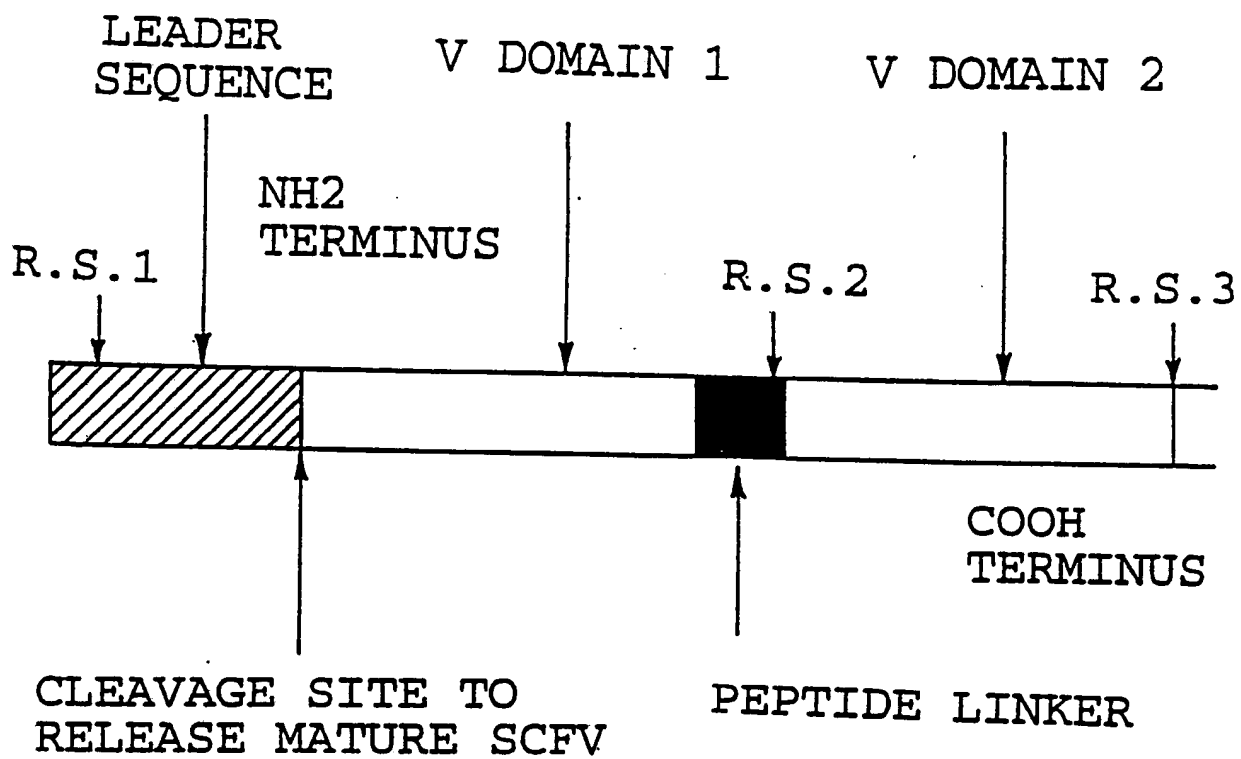 LEADER
SEQUENCE
V DOMAIN 1
V DOMAIN 2
NH2
TERMINUS
R.S.1
R.S.2
R.S.3
COOH
TERMINUS
CLEAVAGE SITE TO
RELEASE MATURE SCFV
PEPTIDE LINKER